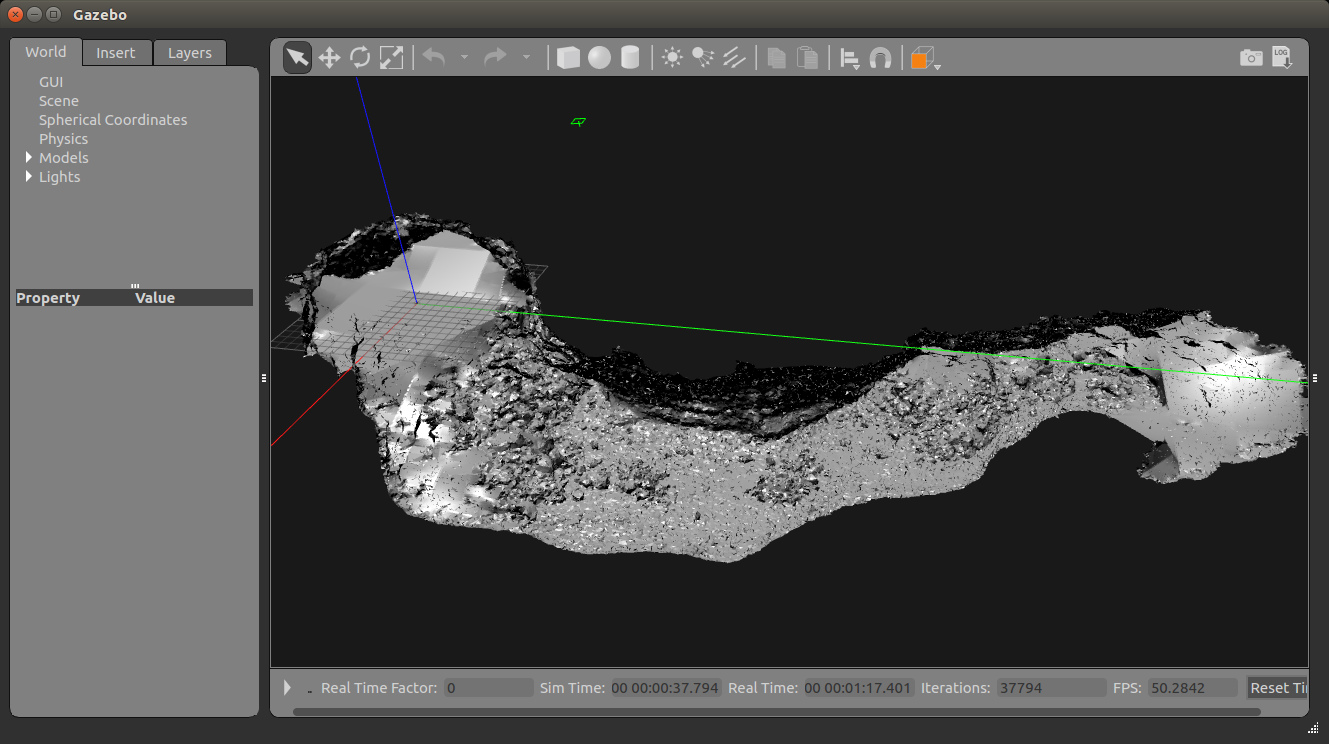 Gazebo
World Insert Layers
GUI
Scene
Spherical Coordinates
Physics
Models
Lights
Property Value
LOG
Real Time Factor: 0 Sim Time: 00 00:00:37.794 Real Time: 00 00:01:17.401 Iterations: 37794 FPS: 50.2842 Reset Ti